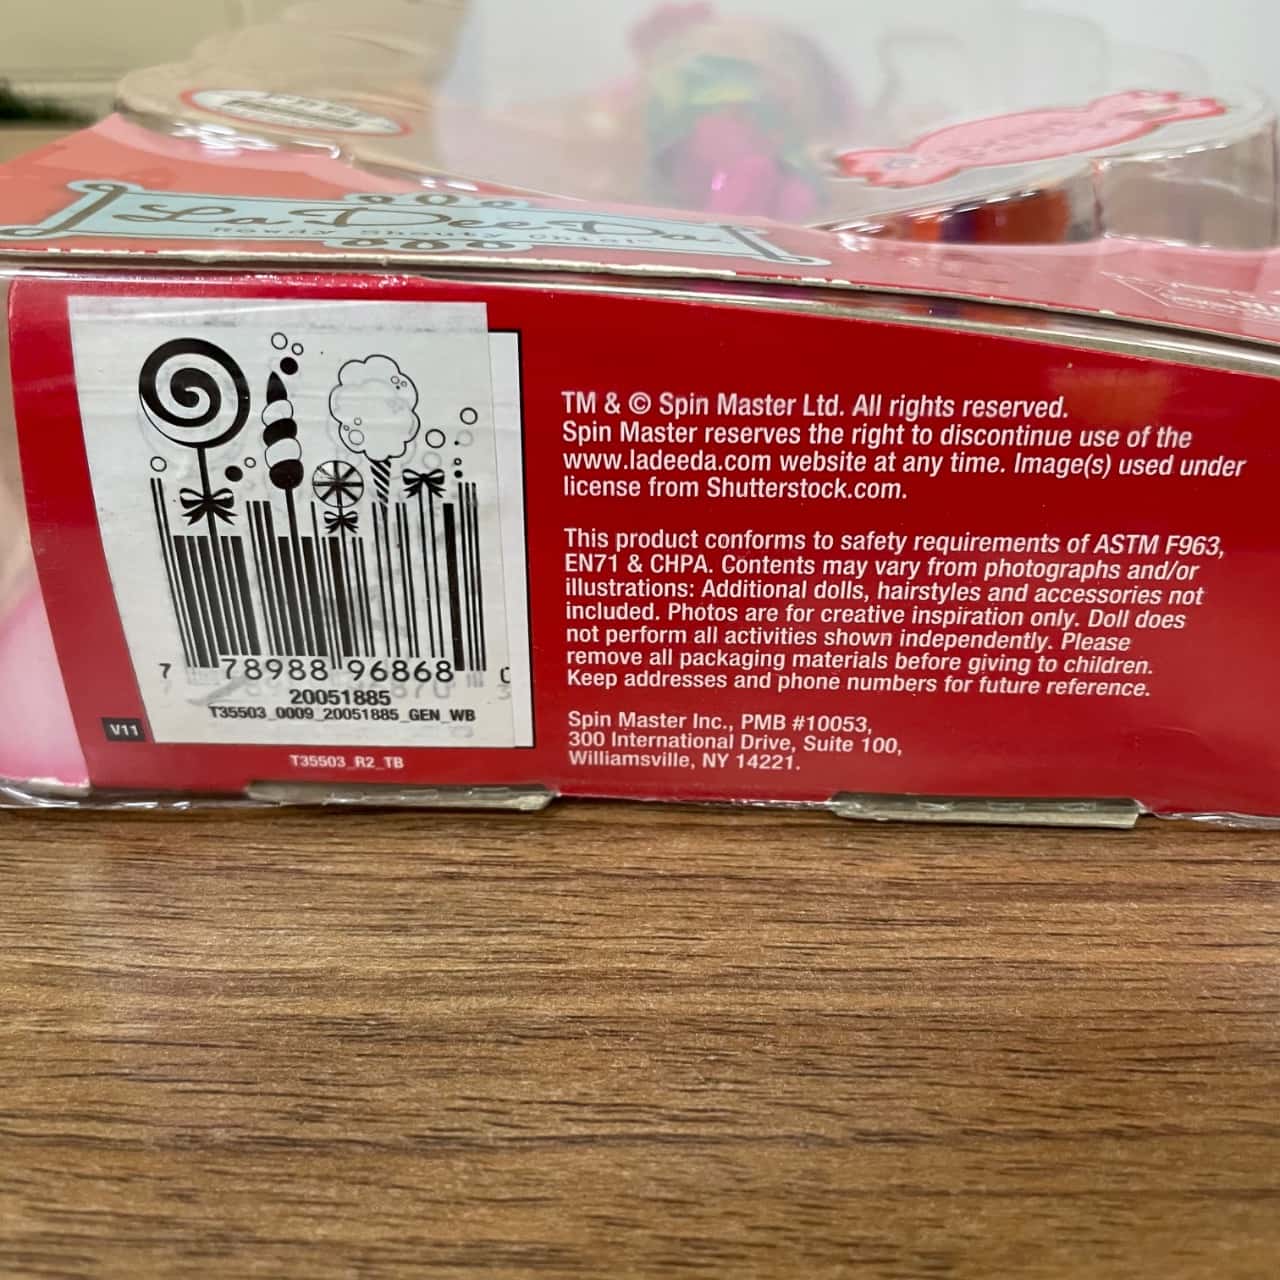 La Dee Da
TM & © Spin Master Ltd. All rights reserved.
Spin Master reserves the right to discontinue use of the
www.ladeeda.com website at any time. Image(s) used under
license from Shutterstock.com.
This product conforms to safety requirements of ASTM F963,
EN71 & CHPA. Contents may vary from photographs and/or
illustrations: Additional dolls, hairstyles and accessories not
included. Photos are for creative inspiration only. Doll does
not perform all activities shown independently. Please
remove all packaging materials before giving to children.
Keep addresses and phone numbers for future reference.
Spin Master Inc., PMB #10053,
300 International Drive, Suite 100,
Williamsville, NY 14221.
7 78988 96868
20051885
T35503_0009_20051885_GEN_WB
V11
T35503_R2_TB